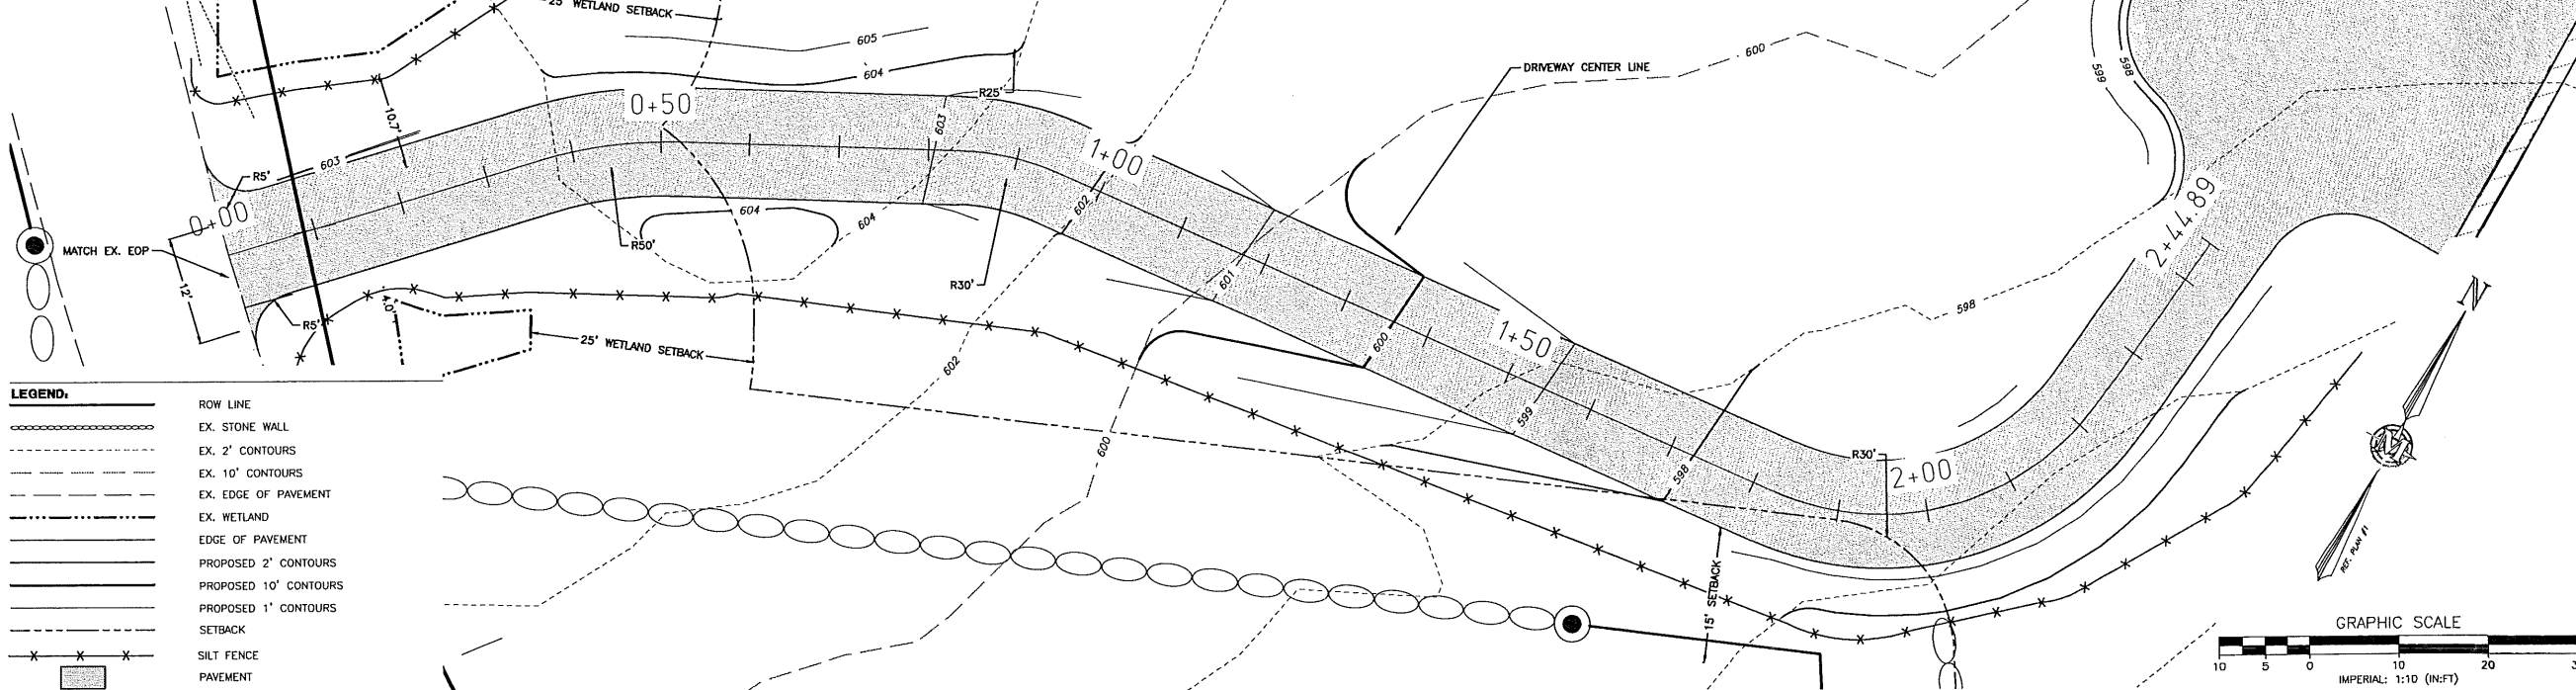 25' WETLAND SETBACK
605
604
600
DRIVEWAY CENTER LINE
598
599
10.7'
0+50
R25'
603
603
1+00
R5'
0+00
604
604
602
2+44.89
MATCH EX. EOP
R50'
R30'
601
12'
4.0'
R5'
600
1+50
598
N
25' WETLAND SETBACK
602
599
600
R30'
2+00
598
15' SETBACK
REF. PLAN #1
LEGEND:
ROW LINE
EX. STONE WALL
EX. 2' CONTOURS
EX. 10' CONTOURS
EX. EDGE OF PAVEMENT
EX. WETLAND
EDGE OF PAVEMENT
PROPOSED 2' CONTOURS
PROPOSED 10' CONTOURS
PROPOSED 1' CONTOURS
SETBACK
SILT FENCE
PAVEMENT
GRAPHIC SCALE
10 5 0 10 20
IMPERIAL: 1:10 (IN:FT)